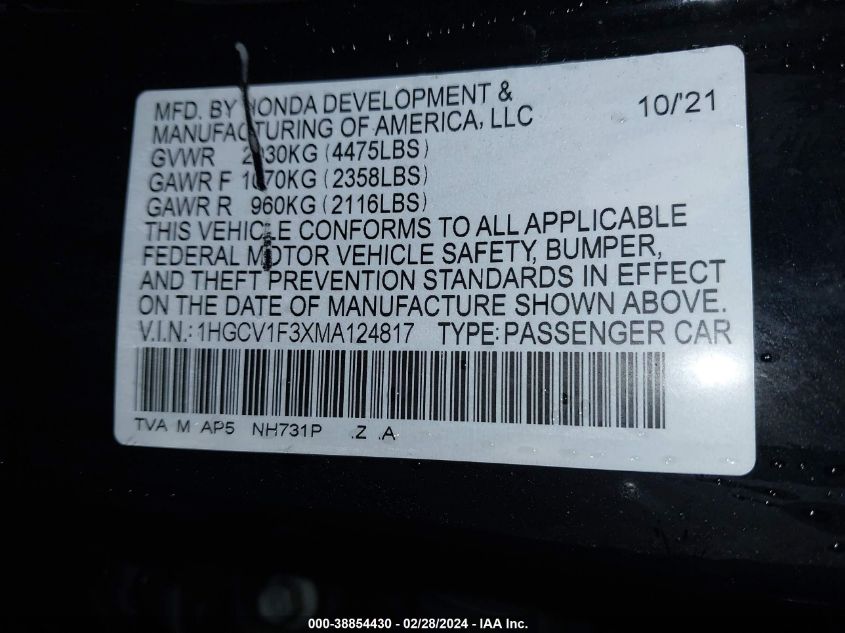 MFD. BY HONDA DEVELOPMENT & 10/'21
MANUFACTURING OF AMERICA, LLC
GVWR 2030KG (4475LBS)
GAWR F 1070KG (2358LBS)
GAWR R 960KG (2116LBS)
THIS VEHICLE CONFORMS TO ALL APPLICABLE
FEDERAL MOTOR VEHICLE SAFETY, BUMPER,
AND THEFT PREVENTION STANDARDS IN EFFECT
ON THE DATE OF MANUFACTURE SHOWN ABOVE.
V.I.N.: 1HGCV1F3XMA124817 TYPE: PASSENGER CAR
TVA M AP5 NH731P .Z .A
000-38854430 - 02/28/2024 - IAA Inc.